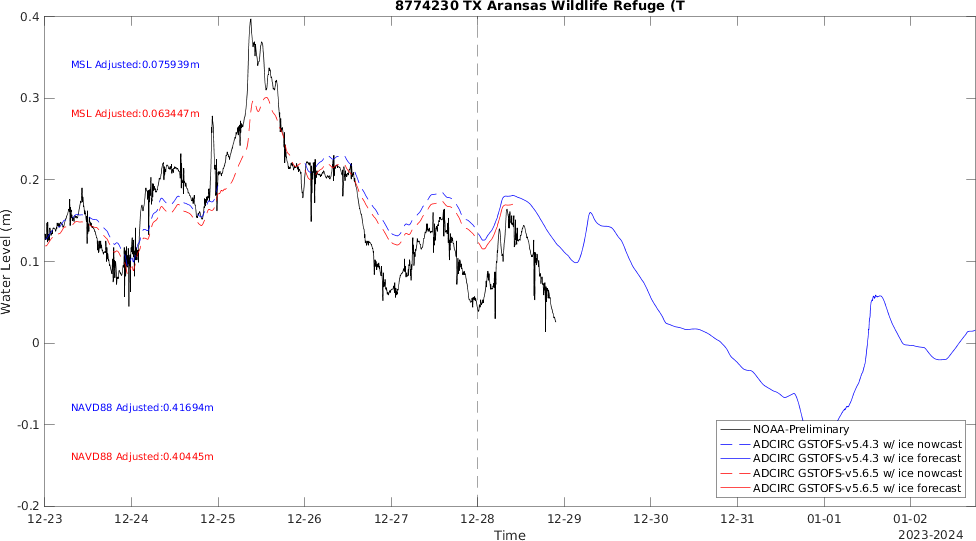 8774230 TX Aransas Wildlife Refuge (T
0.4
0.3
0.2
0.1
0
-0.1
-0.2
Water Level (m)
MSL Adjusted:0.075939m
MSL Adjusted:0.063447m
NAVD88 Adjusted:0.41694m
NAVD88 Adjusted:0.40445m
NOAA-Preliminary
ADCIRC GSTOFS-v5.4.3 w/ ice nowcast
ADCIRC GSTOFS-v5.4.3 w/ ice forecast
ADCIRC GSTOFS-v5.6.5 w/ ice nowcast
ADCIRC GSTOFS-v5.6.5 w/ ice forecast
12-23 12-24 12-25 12-26 12-27 12-28 12-29 12-30 12-31 01-01 01-02
Time
2023-2024